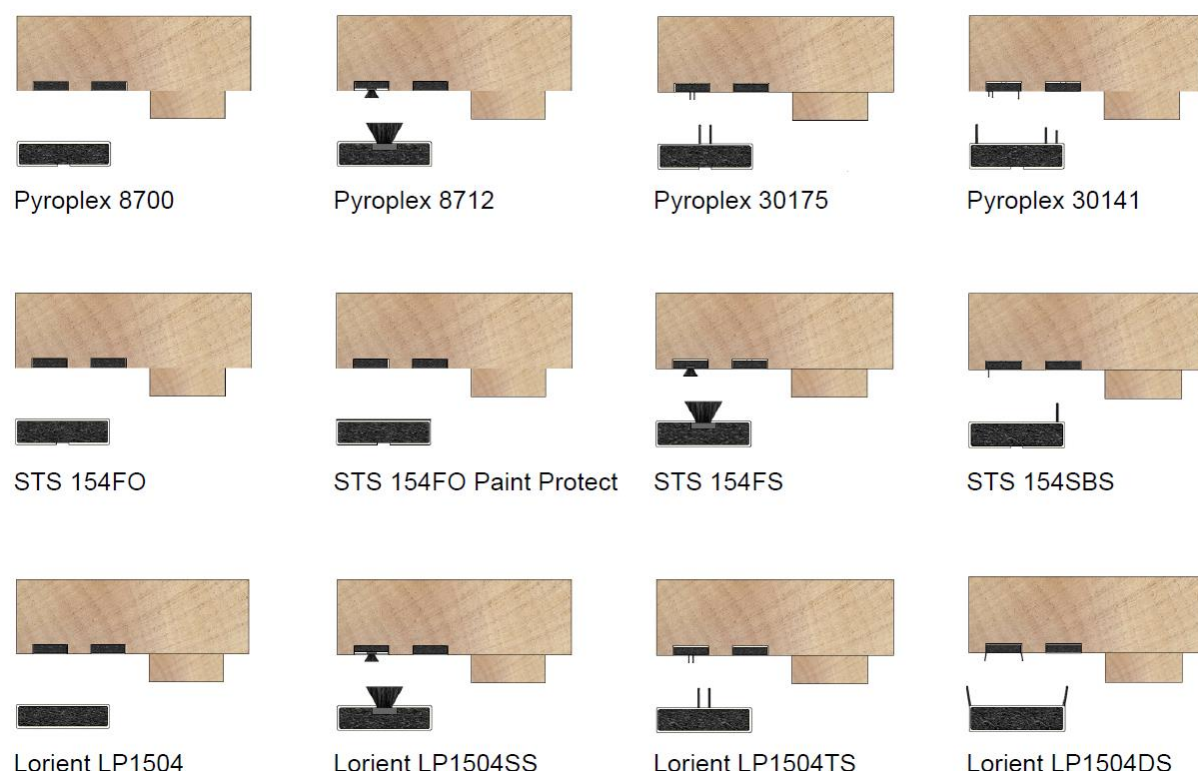 Pyroplex 8700
Pyroplex 8712
Pyroplex 30175
Pyroplex 30141
STS 154FO
STS 154FO Paint Protect
STS 154FS
STS 154SBS
Lorient LP1504
Lorient LP1504SS
Lorient LP1504TS
Lorient LP1504DS